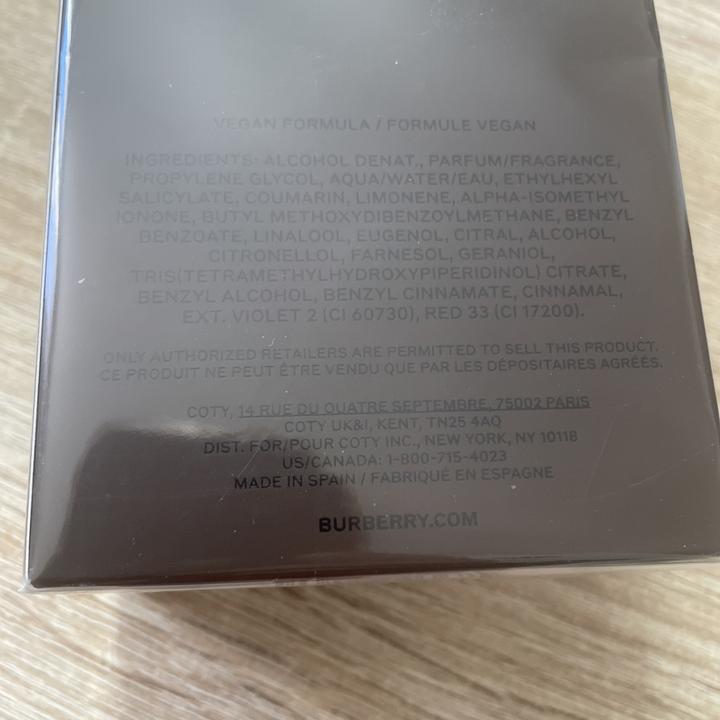 VEGAN FORMULA / FORMULE VEGAN
INGREDIENTS: ALCOHOL DENAT., PARFUM/FRAGRANCE,
PROPYLENE GLYCOL, AQUA/WATER/EAU, ETHYLHEXYL
SALICYLATE, COUMARIN, LIMONENE, ALPHA-ISOMETHYL
IONONE, BUTYL METHOXYDIBENZOYLMETHANE, BENZYL
BENZOATE, LINALOOL, EUGENOL, CITRAL, ALCOHOL,
CITRONELLOL, FARNESOL, GERANIOL,
TRIS(TETRAMETHYLHYDROXYPIPERIDINOL) CITRATE,
BENZYL ALCOHOL, BENZYL CINNAMATE, CINNAMAL,
EXT. VIOLET 2 (CI 60730), RED 33 (CI 17200).
ONLY AUTHORIZED RETAILERS ARE PERMITTED TO SELL THIS PRODUCT.
CE PRODUIT NE PEUT ÊTRE VENDU QUE PAR LES DÉPOSITAIRES AGRÉÉS.
COTY, 14 RUE DU QUATRE SEPTEMBRE, 75002 PARIS
COTY UK&I, KENT, TN25 4AQ
DIST. FOR/POUR COTY INC., NEW YORK, NY 10118
US/CANADA: 1-800-715-4023
MADE IN SPAIN / FABRIQUÉ EN ESPAGNE
BURBERRY.COM